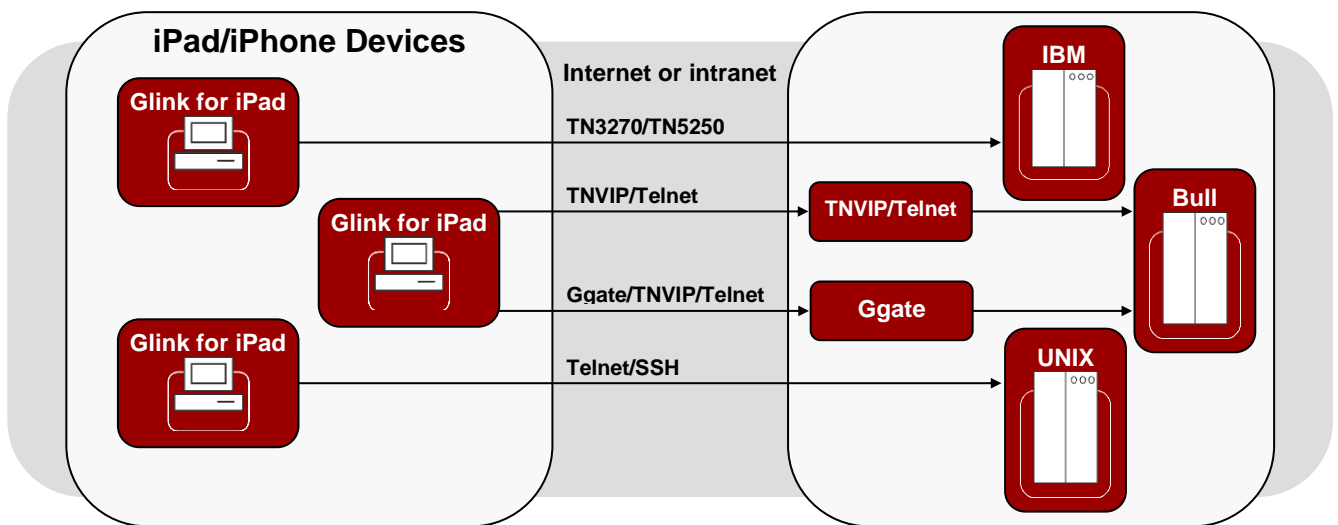 iPad/iPhone Devices
Internet or intranet
IBM
Glink for iPad
TN3270/TN5250
Glink for iPad
TNVIP/Telnet
TNVIP/Telnet
Bull
Ggate/TNVIP/Telnet
Ggate
Glink for iPad
Telnet/SSH
UNIX